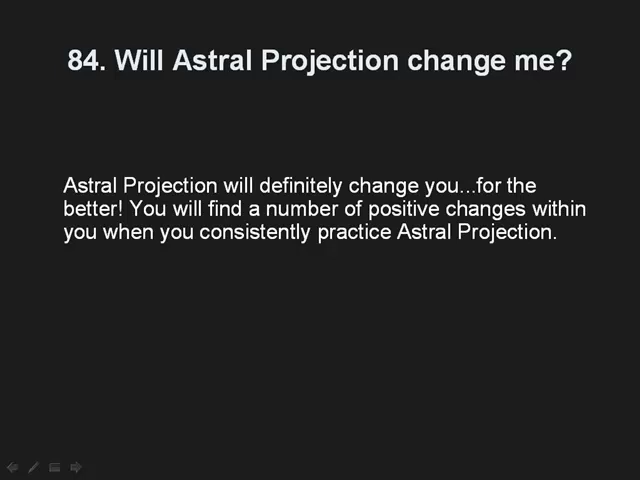 84. Will Astral Projection change me?
Astral Projection will definitely change you...for the
better! You will find a number of positive changes within
you when you consistently practice Astral Projection.